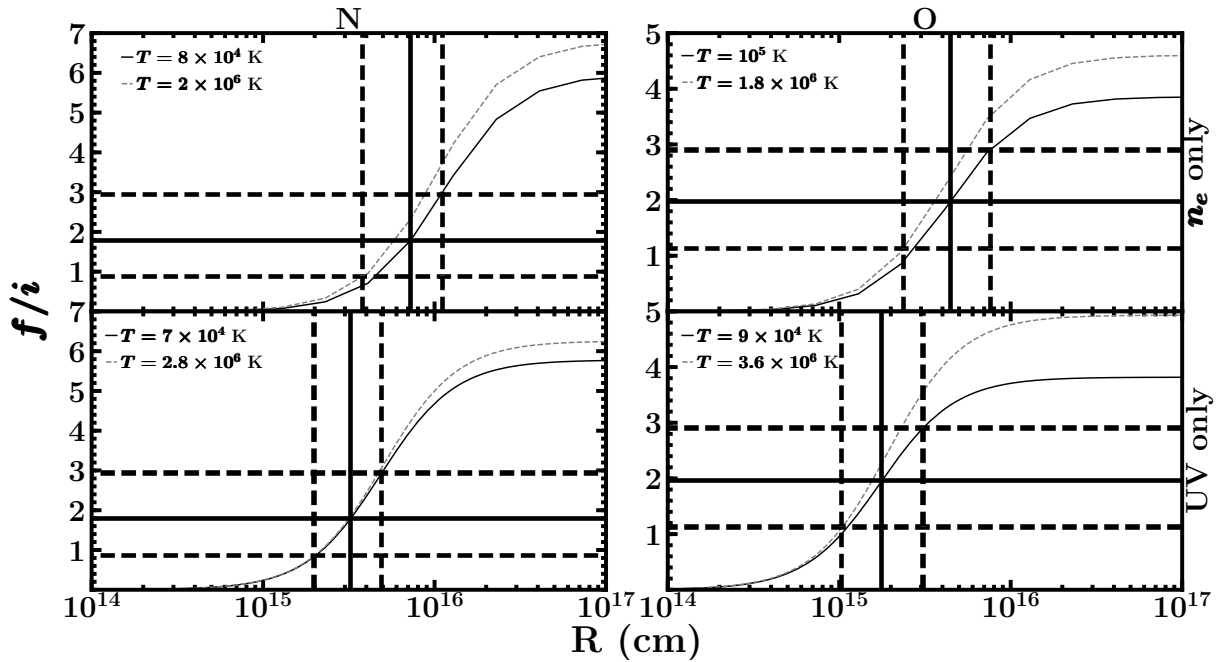 N
O
7
6
5
4
3
2
1
7
T = 8 × 10⁴ K
T = 2 × 10⁶ K
5
4
3
2
1
5
T = 10⁵ K
T = 1.8 × 10⁶ K
nₑ only
f/i
6
5
4
3
2
1
T = 7 × 10⁴ K
T = 2.8 × 10⁶ K
4
3
2
1
T = 9 × 10⁴ K
T = 3.6 × 10⁶ K
UV only
10¹⁴ 10¹⁵ 10¹⁶ 10¹⁷
10¹⁴ 10¹⁵ 10¹⁶ 10¹⁷
R (cm)